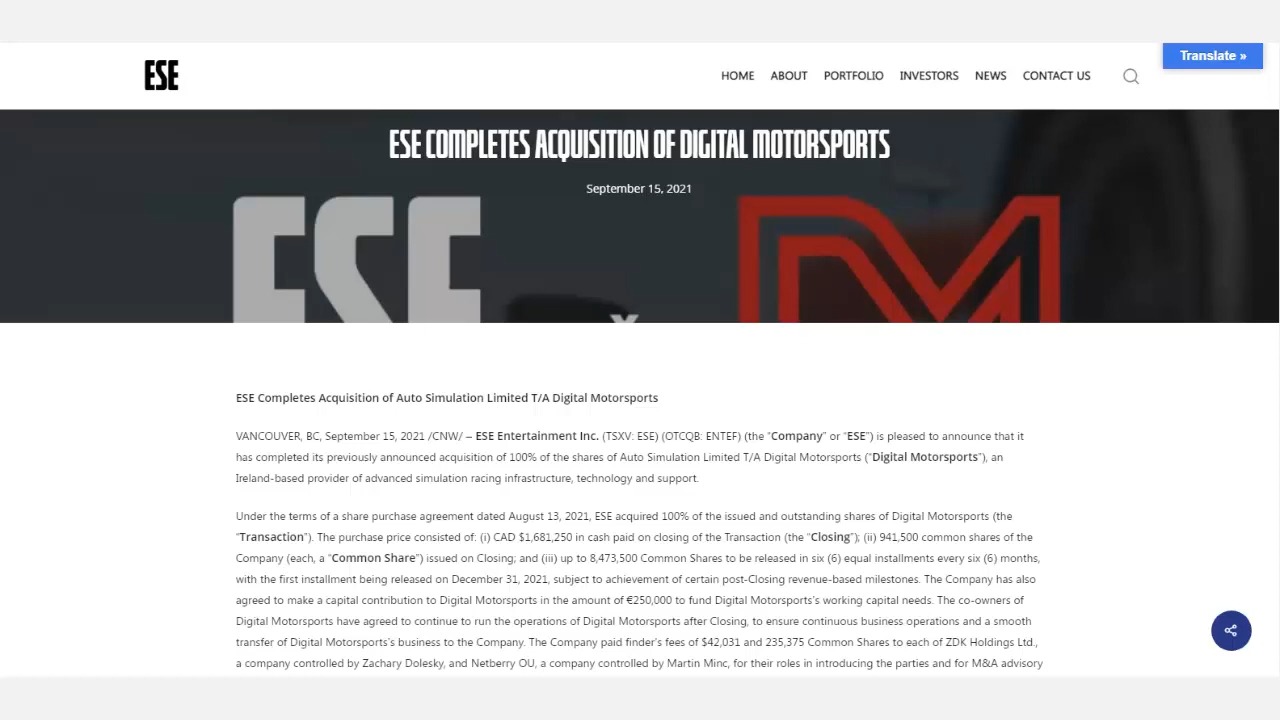 Translate »
ESE
HOME ABOUT PORTFOLIO INVESTORS NEWS CONTACT US
ESE COMPLETES ACQUISITION OF DIGITAL MOTORSPORTS
September 15, 2021
ESE x DM
ESE Completes Acquisition of Auto Simulation Limited T/A Digital Motorsports
VANCOUVER, BC, September 15, 2021 /CNW/ – ESE Entertainment Inc. (TSXV: ESE) (OTCQB: ENTEF) (the “Company” or “ESE”) is pleased to announce that it
has completed its previously announced acquisition of 100% of the shares of Auto Simulation Limited T/A Digital Motorsports (“Digital Motorsports”), an
Ireland-based provider of advanced simulation racing infrastructure, technology and support.
Under the terms of a share purchase agreement dated August 13, 2021, ESE acquired 100% of the issued and outstanding shares of Digital Motorsports (the
“Transaction”). The purchase price consisted of: (i) CAD $1,681,250 in cash paid on closing of the Transaction (the “Closing”); (ii) 941,500 common shares of the
Company (each, a “Common Share”) issued on Closing; and (iii) up to 8,473,500 Common Shares to be released in six (6) equal installments every six (6) months,
with the first installment being released on December 31, 2021, subject to achievement of certain post-Closing revenue-based milestones. The Company has also
agreed to make a capital contribution to Digital Motorsports in the amount of €250,000 to fund Digital Motorsports’s working capital needs. The co-owners of
Digital Motorsports have agreed to continue to run the operations of Digital Motorsports after Closing, to ensure continuous business operations and a smooth
transfer of Digital Motorsports’s business to the Company. The Company paid finder’s fees of $42,031 and 235,375 Common Shares to each of ZDK Holdings Ltd.,
a company controlled by Zachary Dolesky, and Netberry OU, a company controlled by Martin Minc, for their roles in introducing the parties and for M&A advisory